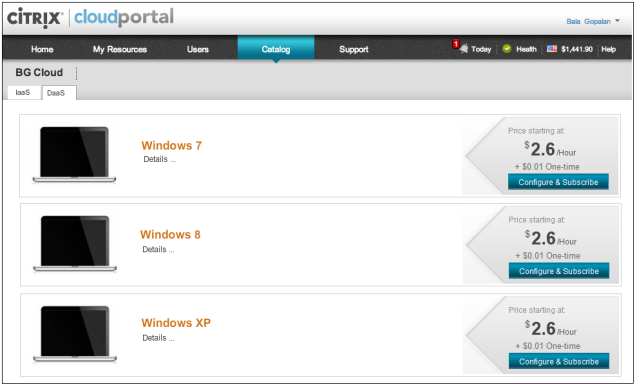 CİTRIX® cloudportal
Bala Gopalan
Home My Resources Users Catalog Support 1 Today Health $1,441.90 Help
BG Cloud
IaaS DaaS
Windows 7
Details ...
Price starting at:
$2.6 /Hour
+ $0.01 One-time
Configure & Subscribe
Windows 8
Details ...
Price starting at:
$2.6 /Hour
+ $0.01 One-time
Configure & Subscribe
Windows XP
Details ...
Price starting at:
$2.6 /Hour
+ $0.01 One-time
Configure & Subscribe